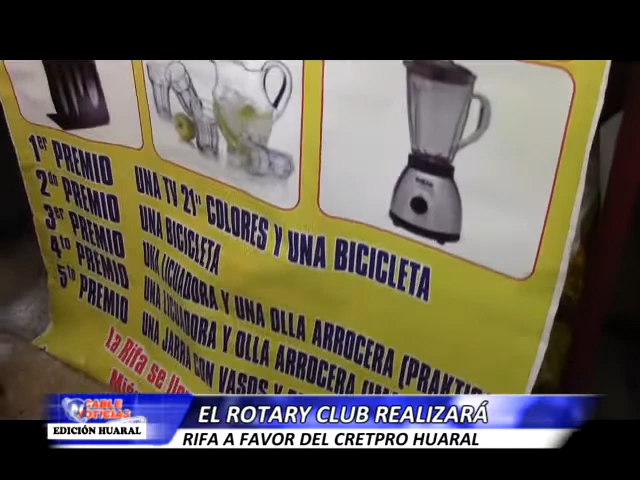 1er PREMIO UNA TV 21" COLORES Y UNA BICICLETA
2do PREMIO UNA BICICLETA
3er PREMIO UNA LICUADORA Y UNA OLLA ARROCERA (PRAKTI
4to PREMIO UNA LICUADORA Y OLLA ARROCERA
5to PREMIO UNA JARRA CON VASOS Y
La Rifa se
CABLE
NOTICIAS
EDICIÓN HUARAL
EL ROTARY CLUB REALIZARÁ
RIFA A FAVOR DEL CRETPRO HUARAL